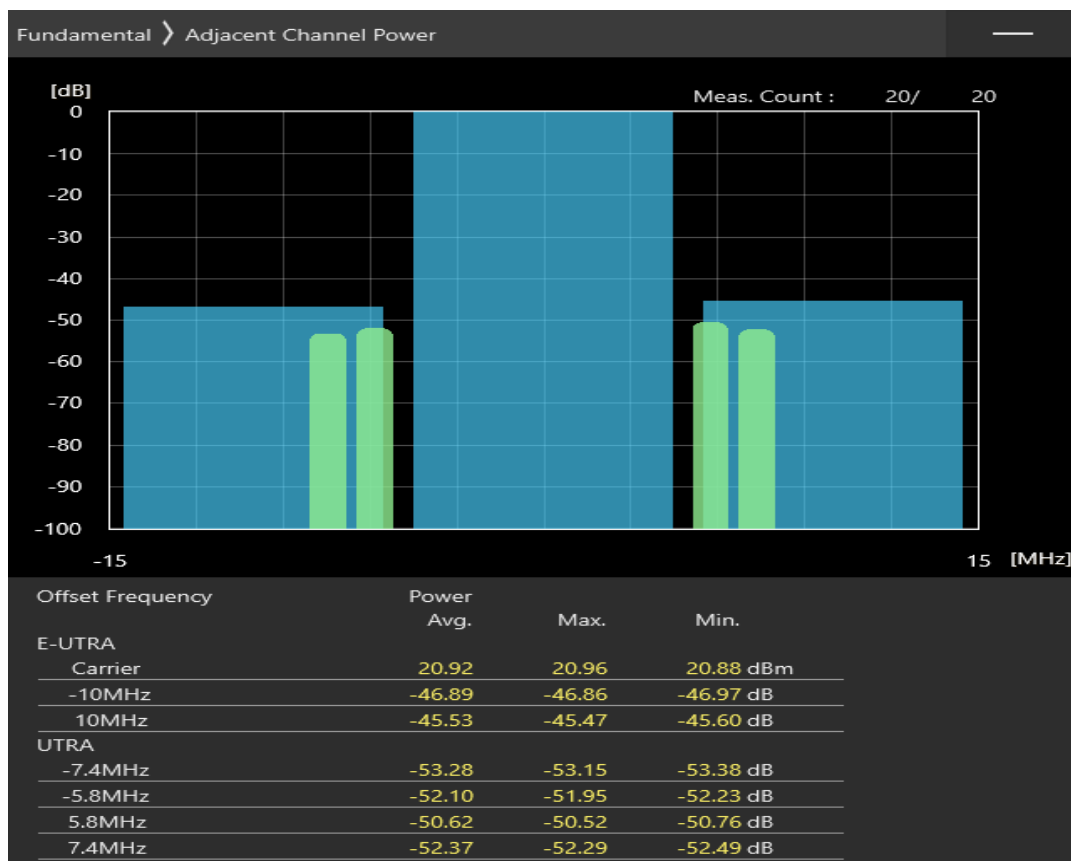 Fundamental 〉 Adjacent Channel Power
[dB]
Meas. Count : 20/ 20
0
-10
-20
-30
-40
-50
-60
-70
-80
-90
-100
-15 15 [MHz]
Offset Frequency Power
Avg. Max. Min.
E-UTRA
Carrier 20.92 20.96 20.88 dBm
-10MHz -46.89 -46.86 -46.97 dB
10MHz -45.53 -45.47 -45.60 dB
UTRA
-7.4MHz -53.28 -53.15 -53.38 dB
-5.8MHz -52.10 -51.95 -52.23 dB
5.8MHz -50.62 -50.52 -50.76 dB
7.4MHz -52.37 -52.29 -52.49 dB